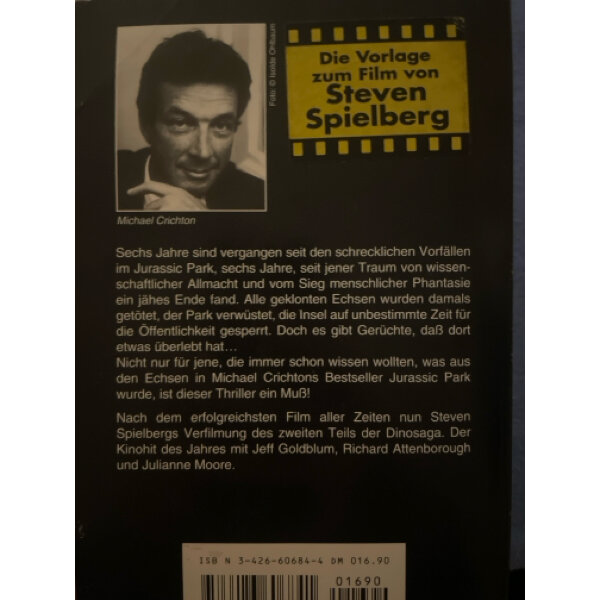 Foto: © Isolde Ohlbaum
Die Vorlage
zum Film von
Steven
Spielberg
Michael Crichton
Sechs Jahre sind vergangen seit den schrecklichen Vorfällen
im Jurassic Park, sechs Jahre, seit jener Traum von wissen-
schaftlicher Allmacht und vom Sieg menschlicher Phantasie
ein jähes Ende fand. Alle geklonten Echsen wurden damals
getötet, der Park verwüstet, die Insel auf unbestimmte Zeit für
die Öffentlichkeit gesperrt. Doch es gibt Gerüchte, daß dort
etwas überlebt hat...
Nicht nur für jene, die immer schon wissen wollten, was aus
den Echsen in Michael Crichtons Bestseller Jurassic Park
wurde, ist dieser Thriller ein Muß!
Nach dem erfolgreichsten Film aller Zeiten nun Steven
Spielbergs Verfilmung des zweiten Teils der Dinosaga. Der
Kinohit des Jahres mit Jeff Goldblum, Richard Attenborough
und Julianne Moore.
ISB N 3-426-60684-4 DM 016.90
01690